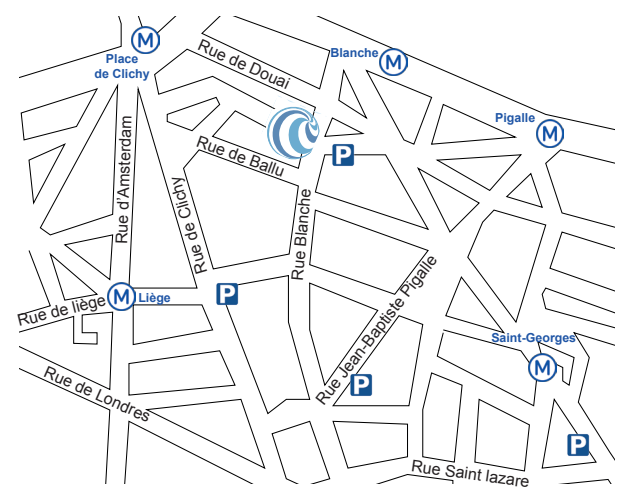 M
Place
de Clichy
Rue de Douai
Blanche
M
Pigalle
M
Rue d'Amsterdam
Rue de Ballu
P
Rue de Clichy
Rue Blanche
Rue Jean-Baptiste Pigalle
Rue de liège
M
Liège
P
Saint-Georges
M
P
Rue de Londres
P
Rue Saint lazare